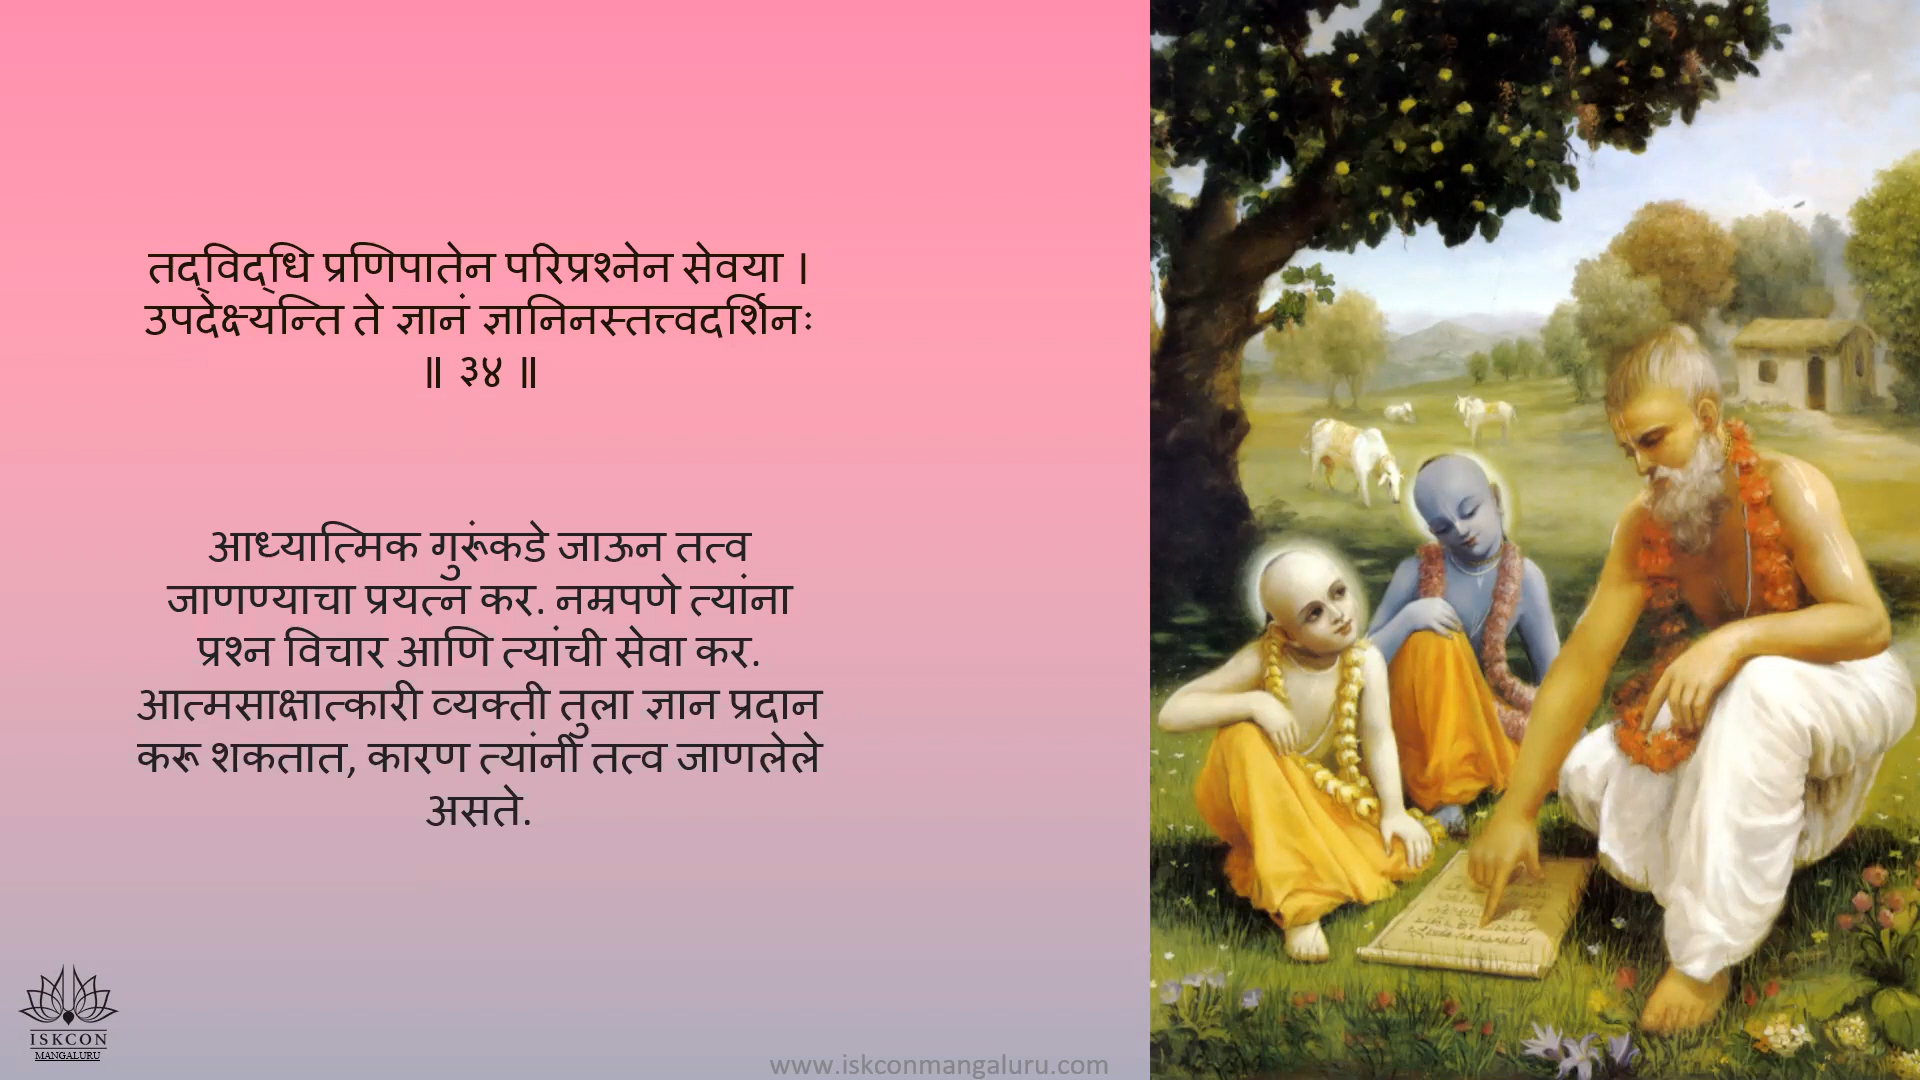 तद्‌विद्‌धि प्रणिपातेन परिप्रश्नेन सेवया ।
उपदेक्ष्यन्ति ते ज्ञानं ज्ञानिनस्तत्त्वदर्शिनः
॥ ३४ ॥
आध्यात्मिक गुरूंकडे जाऊन तत्व
जाणण्याचा प्रयत्न कर. नम्रपणे त्यांना
प्रश्न विचार आणि त्यांची सेवा कर.
आत्मसाक्षात्कारी व्यक्ती तुला ज्ञान प्रदान
करू शकतात, कारण त्यांनी तत्व जाणलेले
असते.
ISKCON
MANGALURU
www.iskconmangaluru.com